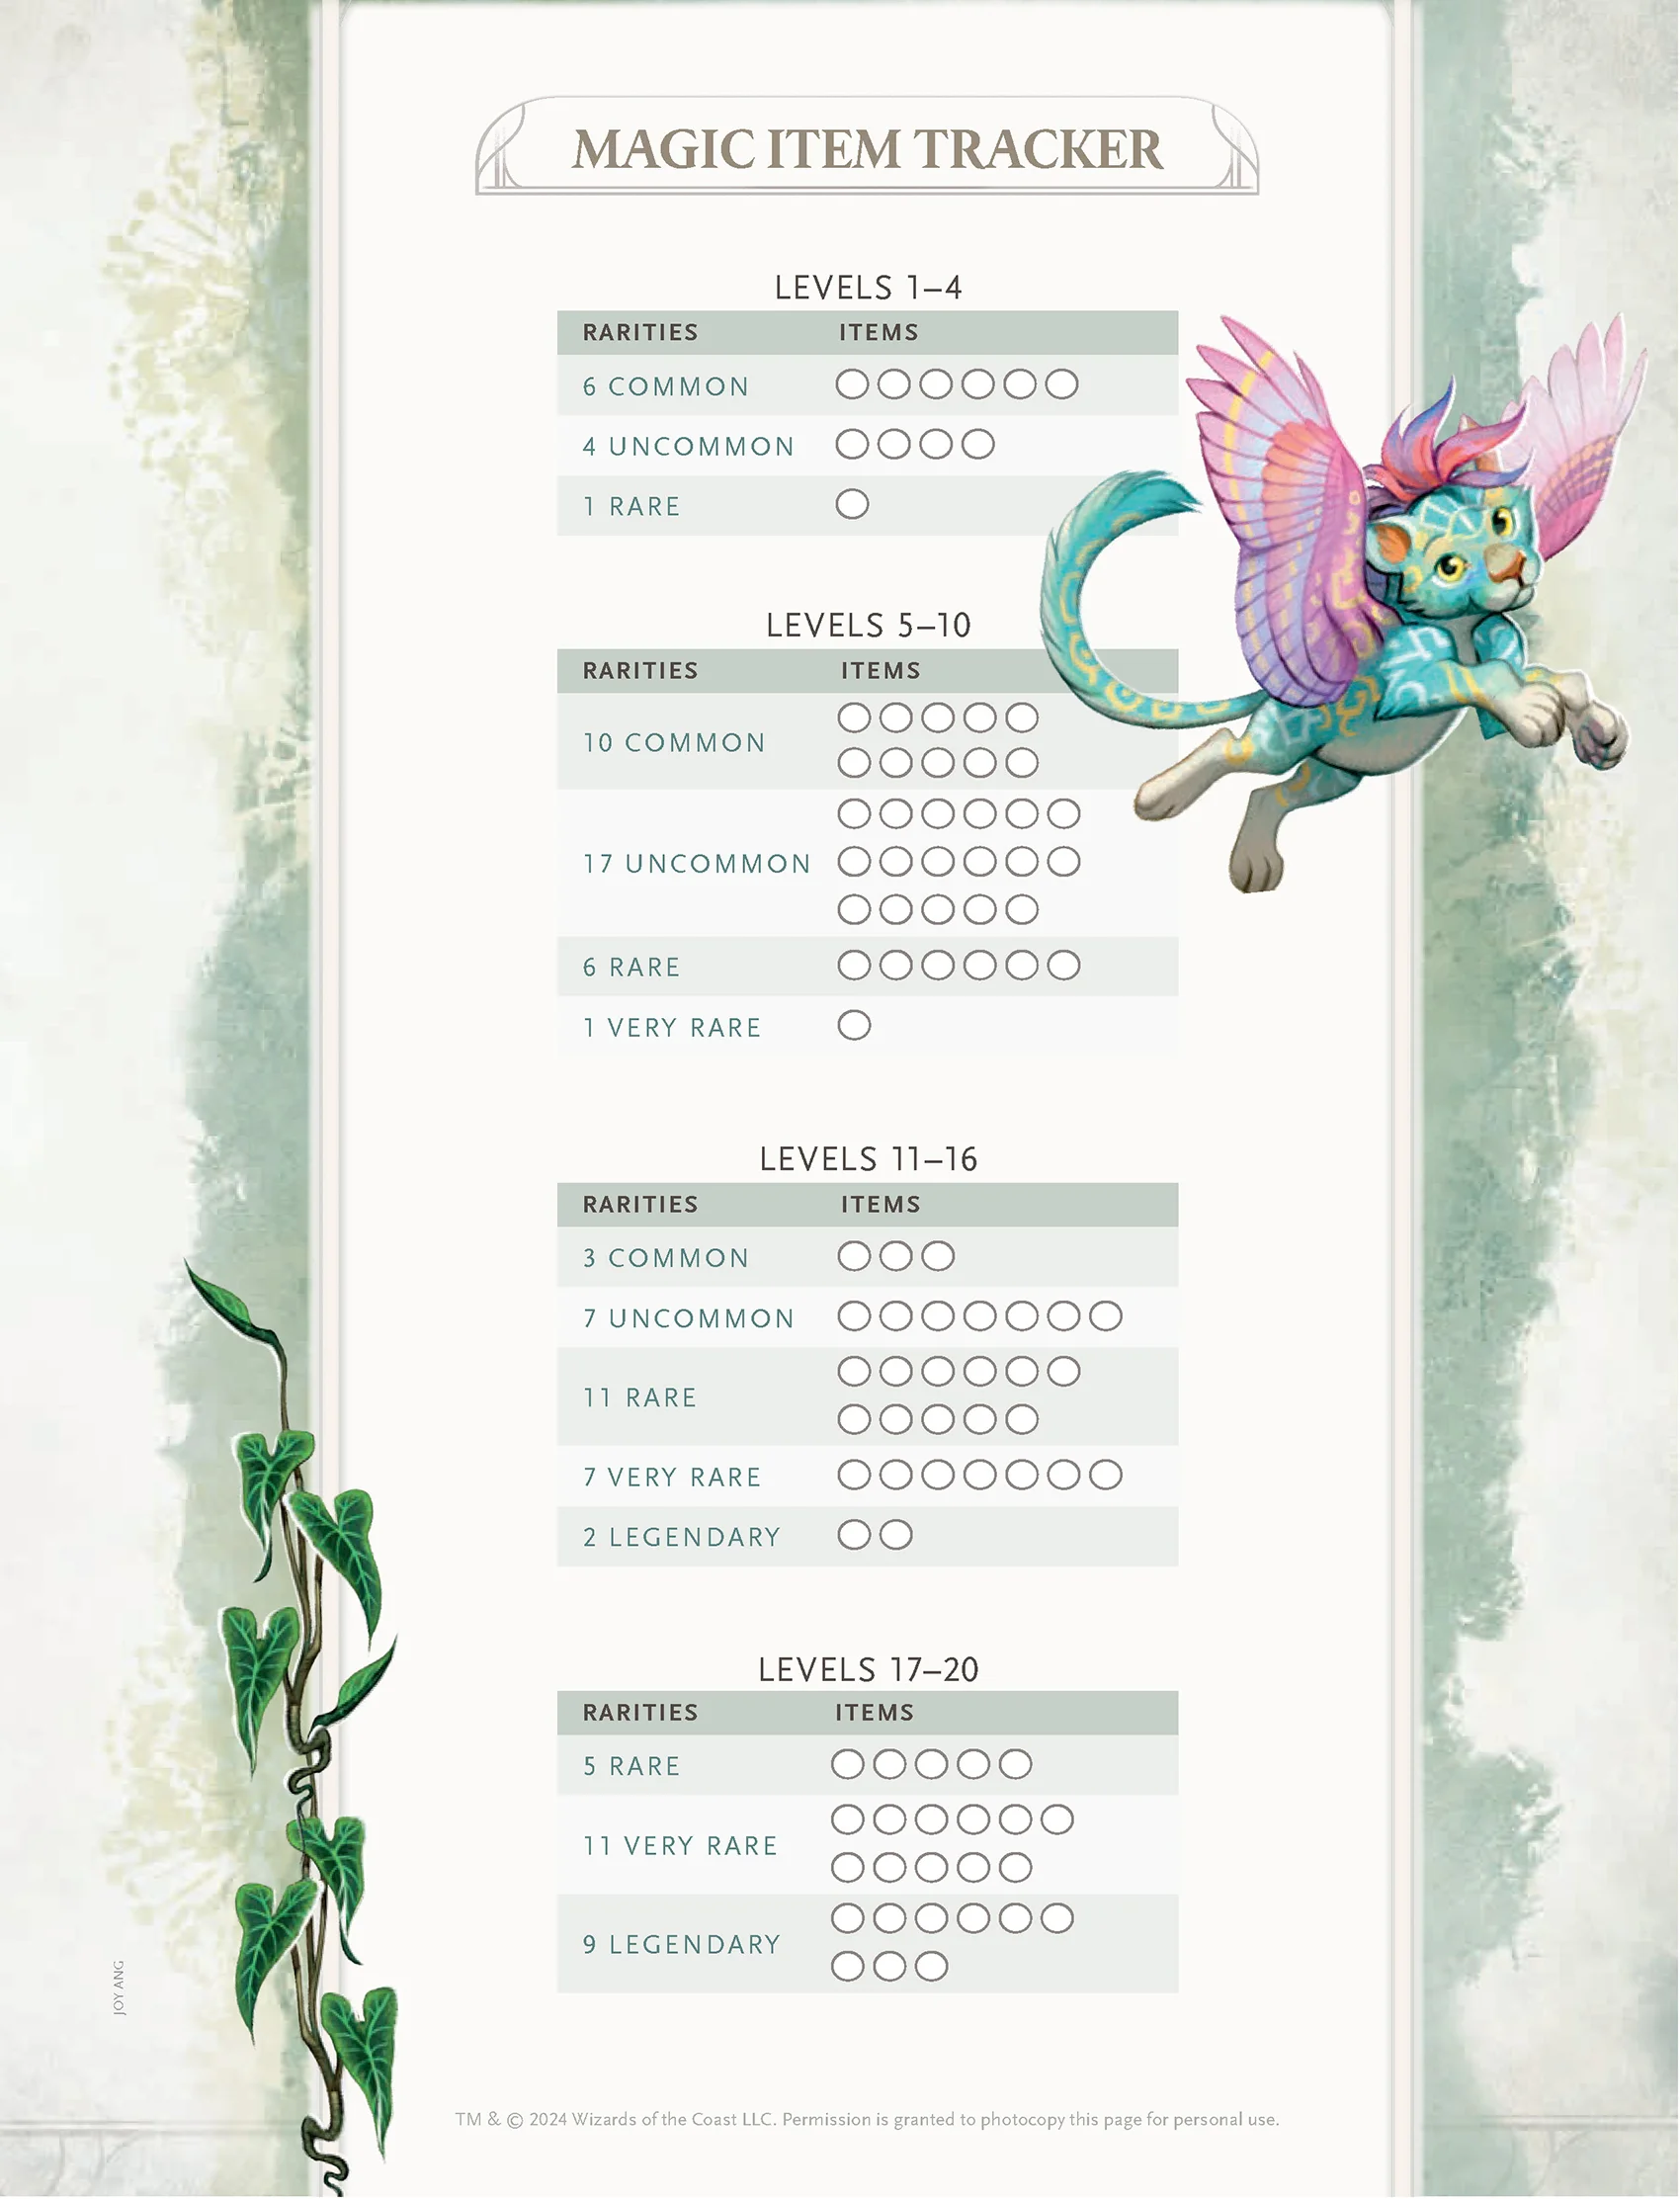 MAGIC ITEM TRACKER
LEVELS 1–4
RARITIES ITEMS
6 COMMON
4 UNCOMMON
1 RARE
LEVELS 5–10
RARITIES ITEMS
10 COMMON
17 UNCOMMON
6 RARE
1 VERY RARE
LEVELS 11–16
RARITIES ITEMS
3 COMMON
7 UNCOMMON
11 RARE
7 VERY RARE
2 LEGENDARY
LEVELS 17–20
RARITIES ITEMS
5 RARE
11 VERY RARE
9 LEGENDARY
JOY ANG
TM & © 2024 Wizards of the Coast LLC. Permission is granted to photocopy this page for personal use.